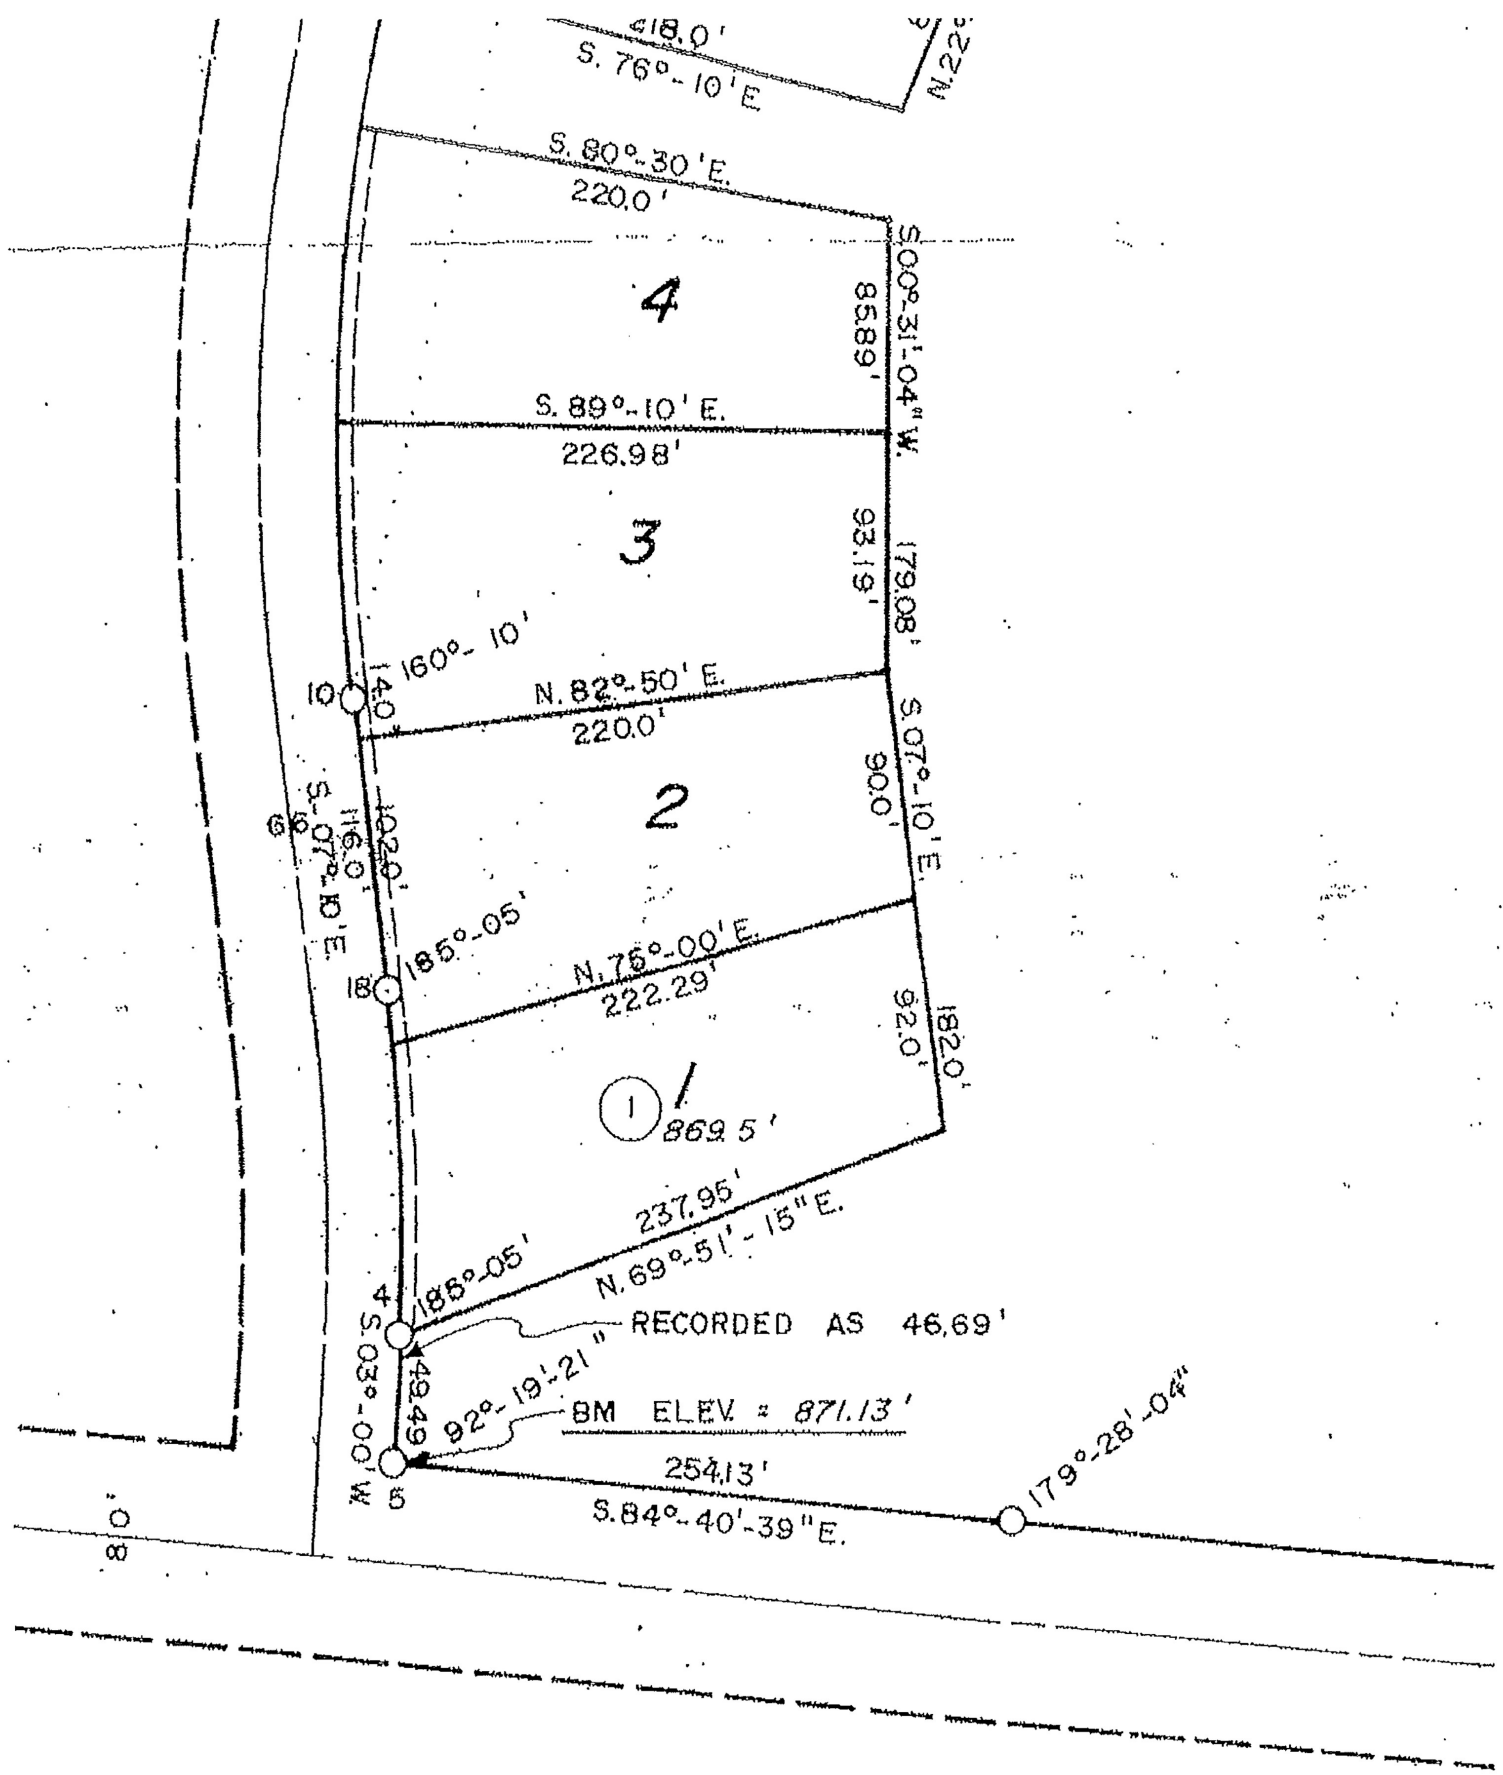 218.0'
S. 76°-10'E
N.22°
S. 80°-30'E.
220.0'
4
S.00°-31'-04"W.
85.89'
S. 89°-10' E.
226.98'
3
93.19'
179.08'
160°-10'
10
14.0'
N. 82°-50' E.
220.0'
S.07°-10'E.
90.0'
2
66
S. 07°-10'E.
116.0'
102.0'
185°-05'
18
N. 75°-00'E.
222.29'
92.0'
182.0'
1
1
869.5'
237.95'
N. 69°-51'-15"E.
185°-05'
4
RECORDED AS 46.69'
S. 03°-00' W.
49.49
92°-19'-21"
BM ELEV. = 871.13'
5
254.13'
S. 84°-40'-39"E.
179°-28'-04"
80'